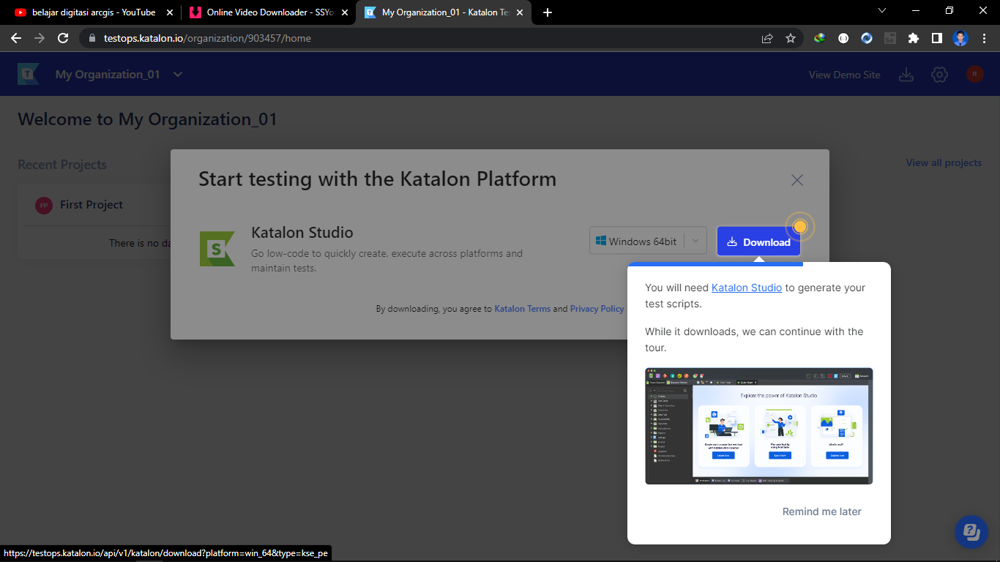 belajar digitasi arcgis - YouTube
Online Video Downloader - SSYo
My Organization_01 - Katalon Te
testops.katalon.io/organization/903457/home
My Organization_01
View Demo Site
R
Welcome to My Organization_01
Recent Projects
View all projects
Start testing with the Katalon Platform
FP
First Project
There is no da
Katalon Studio
Go low-code to quickly create, execute across platforms and
maintain tests.
S
Windows 64bit
Download
By downloading, you agree to Katalon Terms and Privacy Policy
You will need Katalon Studio to generate your
test scripts.
While it downloads, we can continue with the
tour.
Explore the power of Katalon Studio
What's next?
Remind me later
https://testops.katalon.io/api/v1/katalon/download?platform=win_64&type=kse_pe